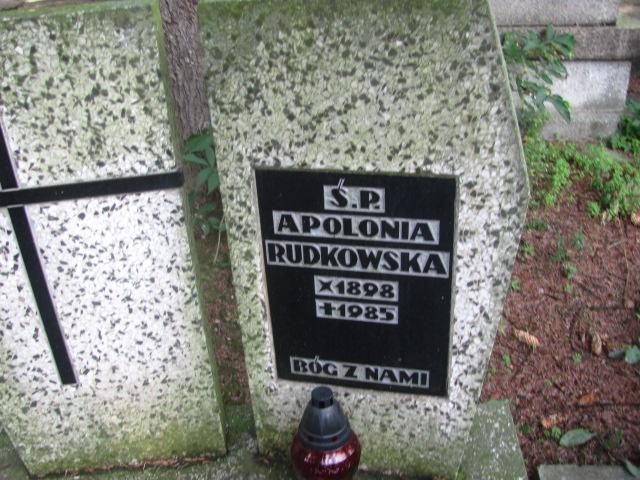 Ś.P.
APOLONIA
RUDKOWSKA
×1898
✝1985
BÓG Z NAMI